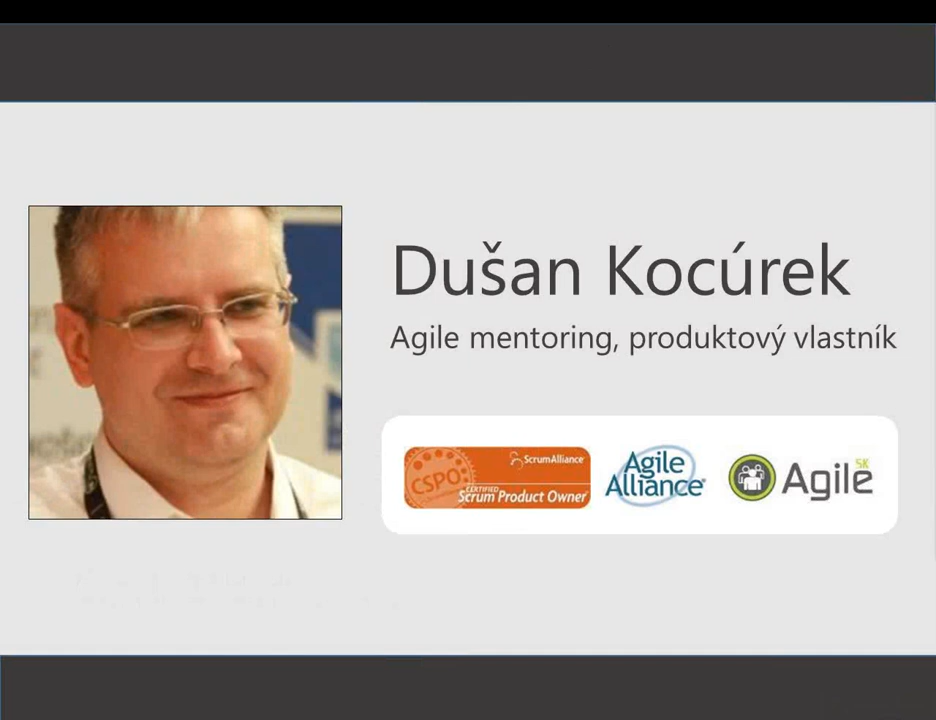 Dušan Kocúrek
Agile mentoring, produktový vlastník
CSPO
ScrumAlliance
CERTIFIED
Scrum Product Owner
Agile
Alliance
Agile SK